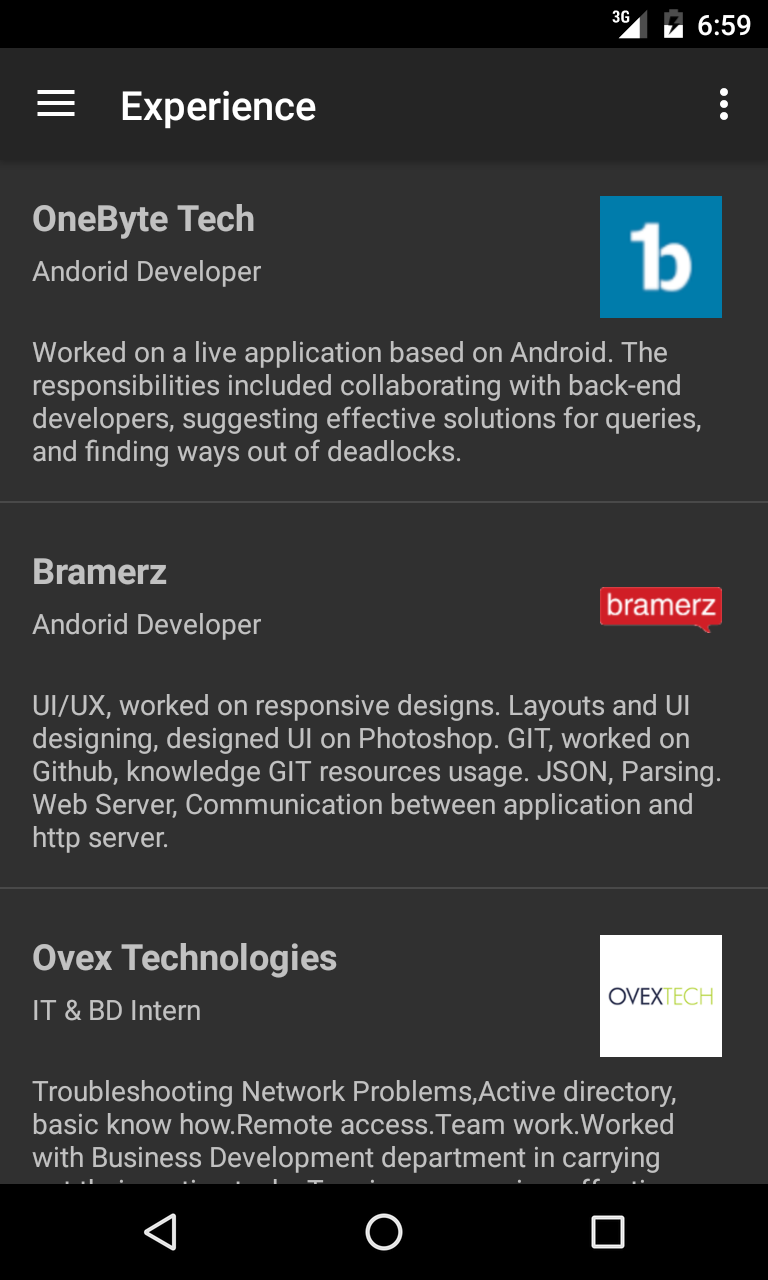 3G 6:59
Experience
OneByte Tech
Andorid Developer
1b
Worked on a live application based on Android. The
responsibilities included collaborating with back-end
developers, suggesting effective solutions for queries,
and finding ways out of deadlocks.
Bramerz
Andorid Developer
bramerz
UI/UX, worked on responsive designs. Layouts and UI
designing, designed UI on Photoshop. GIT, worked on
Github, knowledge GIT resources usage. JSON, Parsing.
Web Server, Communication between application and
http server.
Ovex Technologies
IT & BD Intern
OVEXTECH
Troubleshooting Network Problems,Active directory,
basic know how.Remote access.Team work.Worked
with Business Development department in carrying